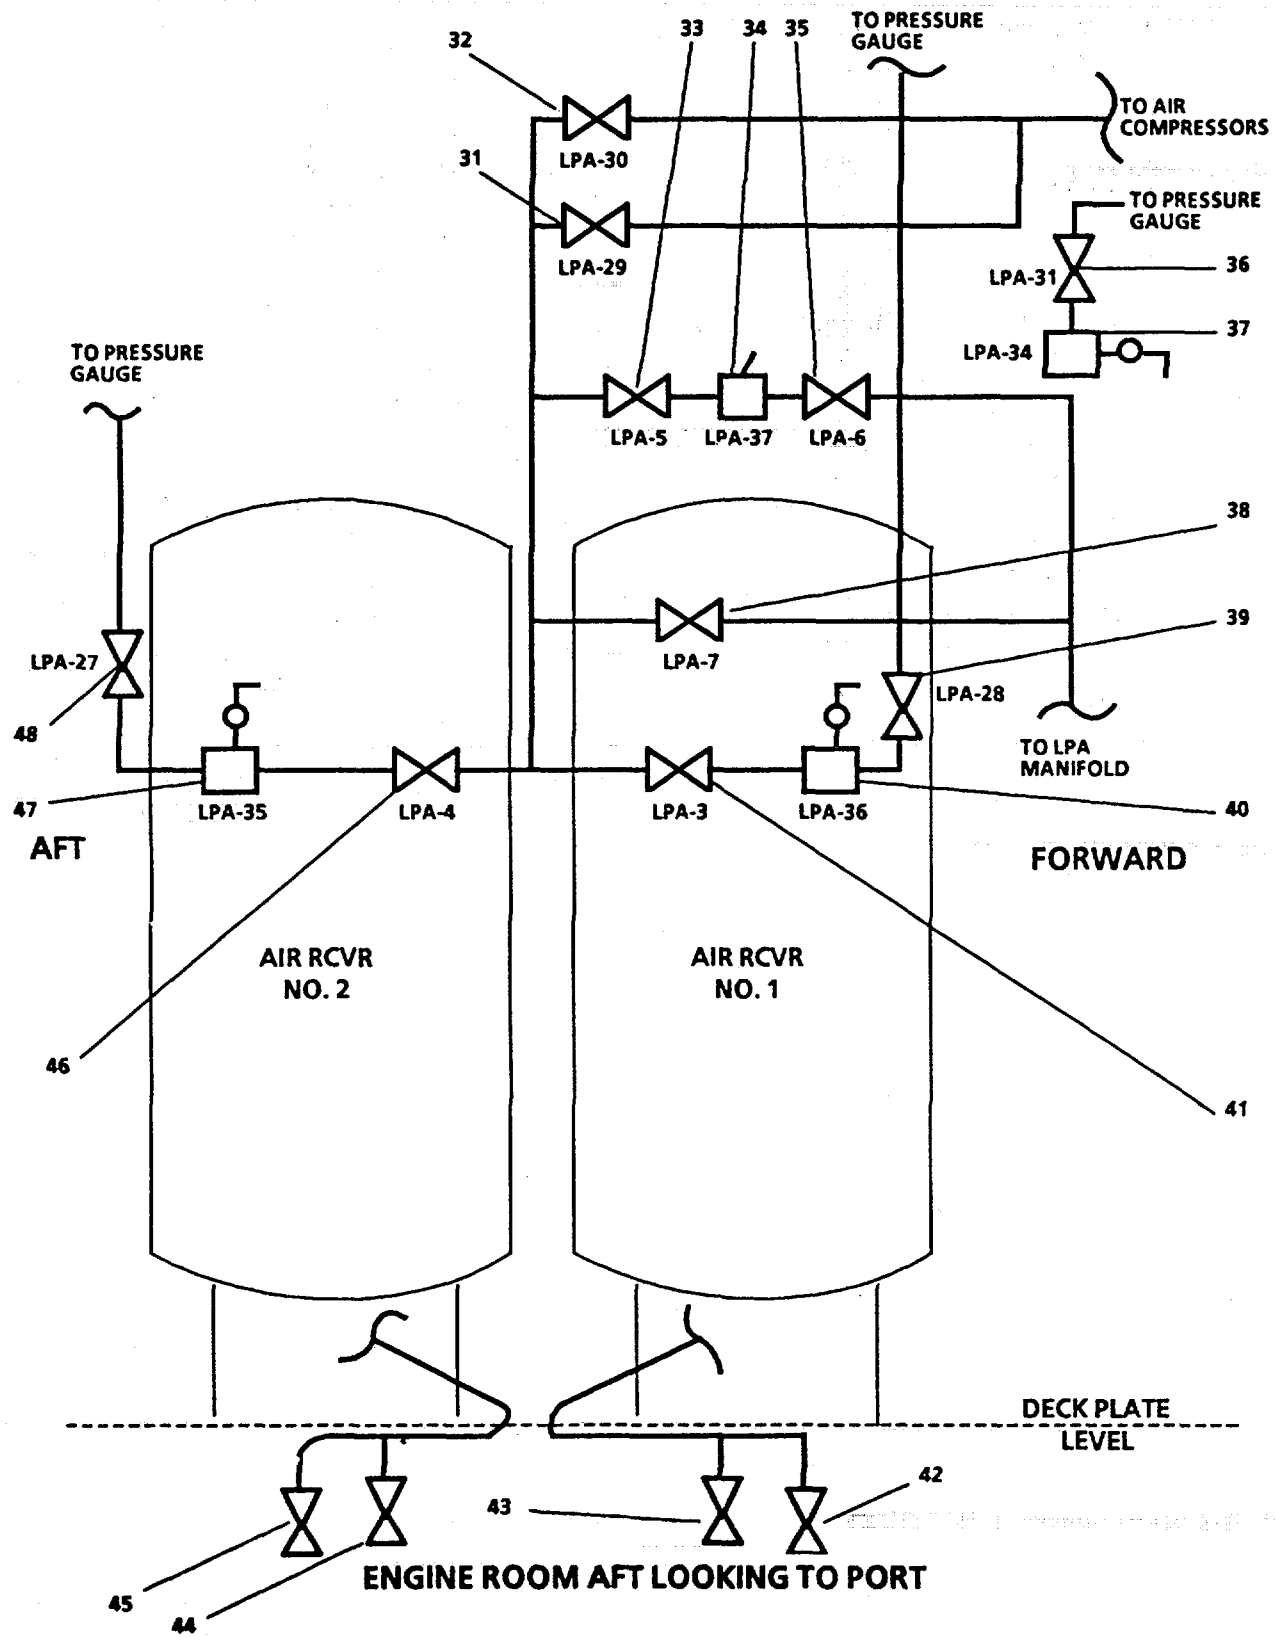 TO PRESSURE
GAUGE
32
33
34
35
TO AIR
COMPRESSORS
LPA-30
31
LPA-29
TO PRESSURE
GAUGE
LPA-31
36
37
LPA-34
TO PRESSURE
GAUGE
LPA-5
LPA-37
LPA-6
38
39
LPA-27
LPA-7
LPA-28
48
TO LPA
MANIFOLD
47
LPA-35
LPA-4
LPA-3
LPA-36
40
AFT
FORWARD
AIR RCVR
NO. 2
AIR RCVR
NO. 1
46
41
DECK PLATE
LEVEL
42
43
45
44
ENGINE ROOM AFT LOOKING TO PORT